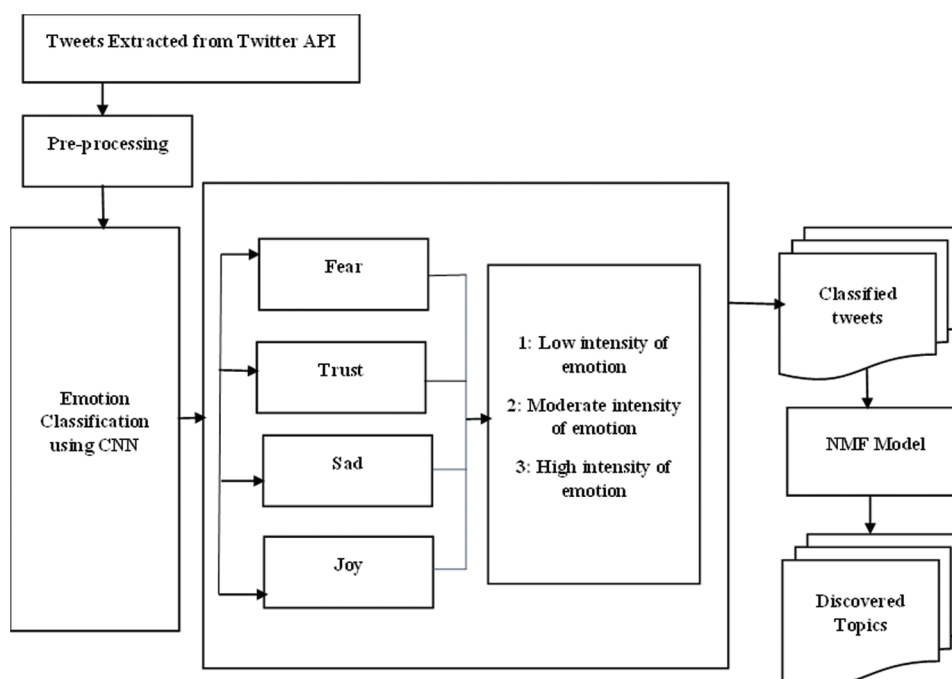 Tweets Extracted from Twitter API
Pre-processing
Emotion
Classification
using CNN
Fear
Trust
Sad
Joy
1: Low intensity of
emotion
2: Moderate intensity
of emotion
3: High intensity of
emotion
Classified
tweets
NMF Model
Discovered
Topics